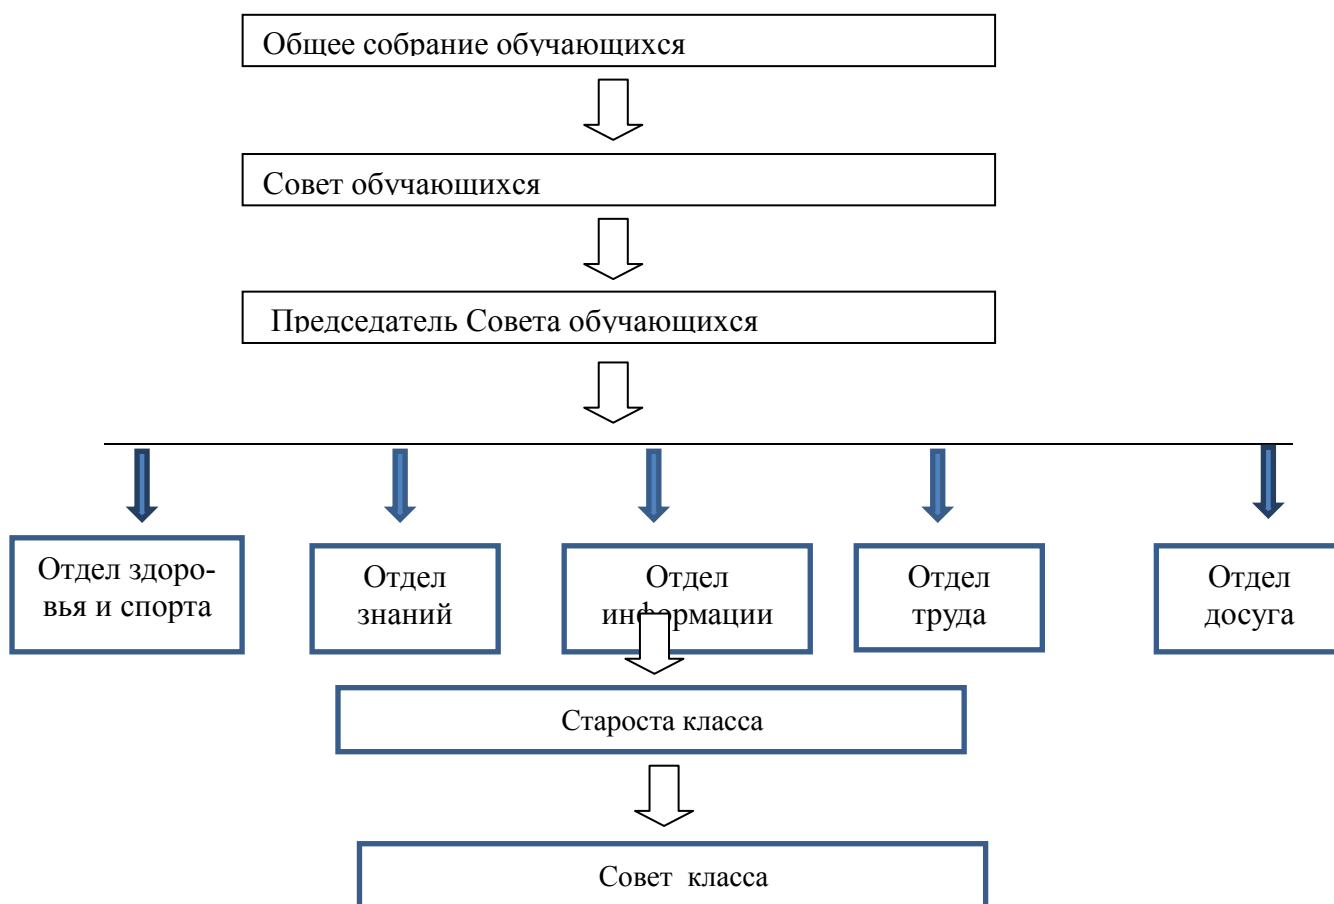 Общее собрание обучающихся
Совет обучающихся
Председатель Совета обучающихся
Отдел здоро-
вья и спорта
Отдел
знаний
Отдел
информации
Отдел
труда
Отдел
досуга
Староста класса
Совет класса